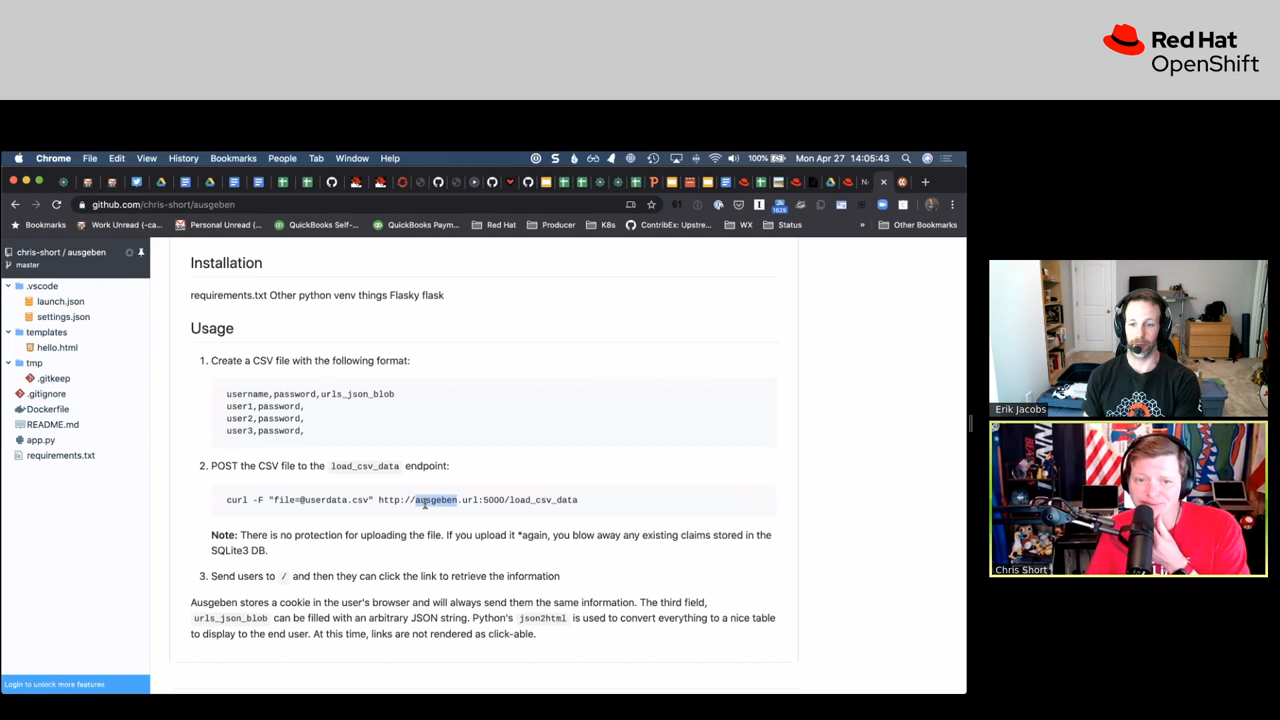 Red Hat
OpenShift
Chrome File Edit View History Bookmarks People Tab Window Help 100% Mon Apr 27 14:05:43
github.com/chris-short/ausgeben
61
1628
Bookmarks Work Unread (-ca... Personal Unread (... QuickBooks Self-... QuickBooks Paym... Red Hat Producer K8s ContribEx: Upstre... WX Status » Other Bookmarks
chris-short / ausgeben
master
.vscode
launch.json
settings.json
templates
hello.html
tmp
.gitkeep
.gitignore
Dockerfile
README.md
app.py
requirements.txt
Login to unlock more features
Installation
requirements.txt Other python venv things Flasky flask
Usage
1. Create a CSV file with the following format:
username,password,urls_json_blob
user1,password,
user2,password,
user3,password,
2. POST the CSV file to the load_csv_data endpoint:
curl -F "file=@userdata.csv" http://ausgeben.url:5000/load_csv_data
Note: There is no protection for uploading the file. If you upload it *again, you blow away any existing claims stored in the
SQLite3 DB.
3. Send users to / and then they can click the link to retrieve the information
Ausgeben stores a cookie in the user's browser and will always send them the same information. The third field,
urls_json_blob can be filled with an arbitrary JSON string. Python's json2html is used to convert everything to a nice table
to display to the end user. At this time, links are not rendered as click-able.
Erik Jacobs
Chris Short